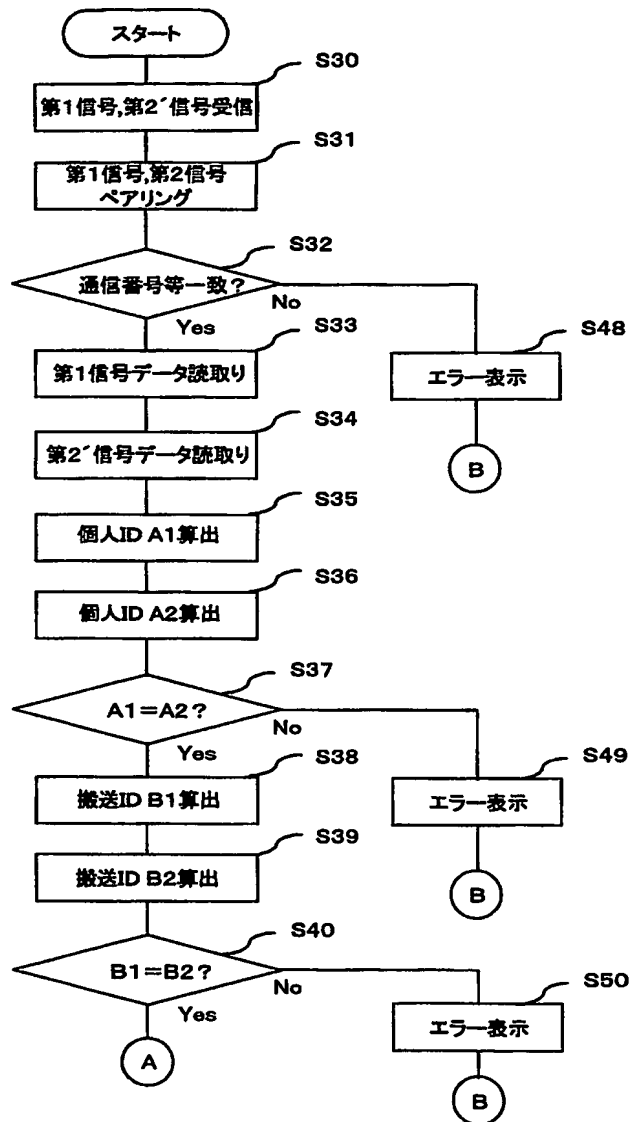 スタート
S30
第1信号,第2´信号受信
S31
第1信号,第2信号
ペアリング
S32
通信番号等一致?
No
Yes
S33
第1信号データ読取り
S48
エラー表示
B
S34
第2´信号データ読取り
S35
個人ID A1算出
S36
個人ID A2算出
S37
A1=A2?
No
Yes
S38
搬送ID B1算出
S49
エラー表示
B
S39
搬送ID B2算出
S40
B1=B2?
No
Yes
S50
エラー表示
A
B